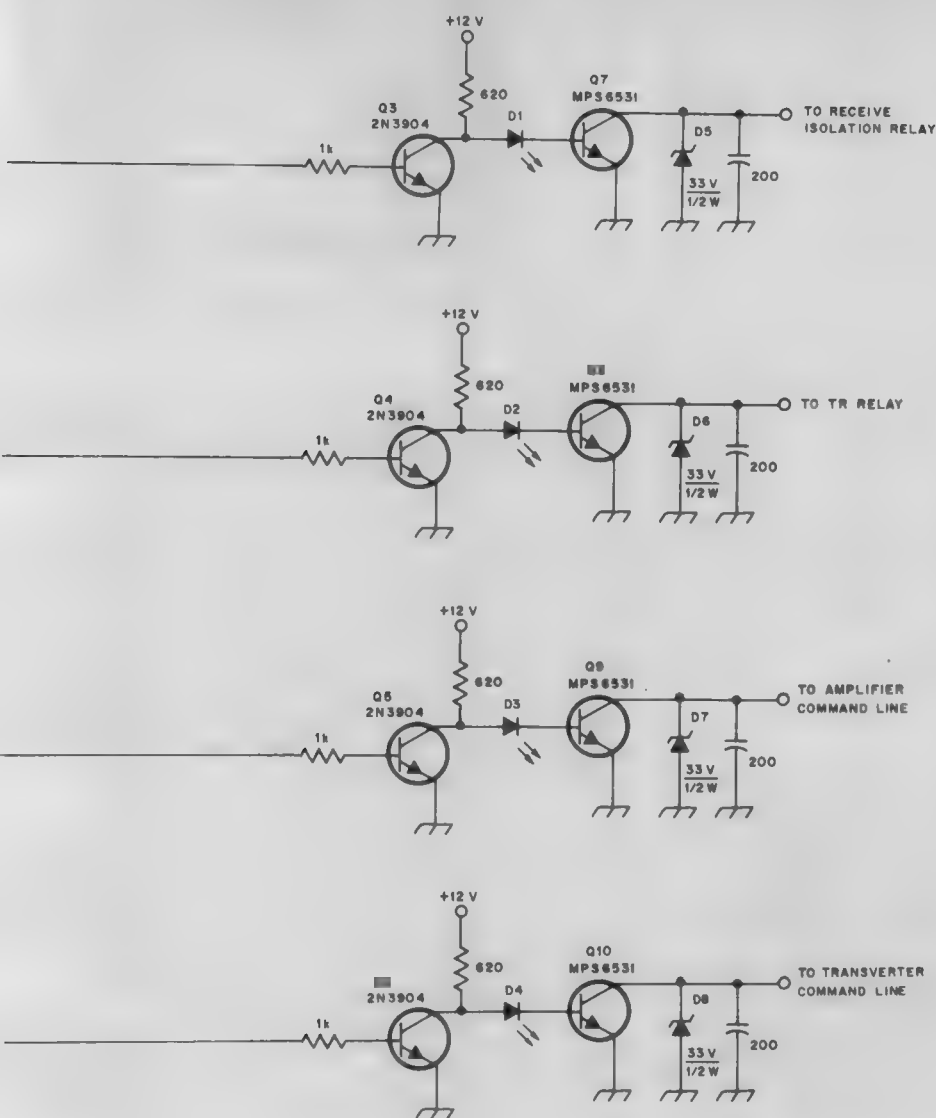 +12 V
620
Q3
2N3904
1k
D1
Q7
MPS6531
D5
33 V
1/2 W
200
TO RECEIVE
ISOLATION RELAY
+12 V
620
Q4
2N3904
1k
D2
MPS6531
D6
33 V
1/2 W
200
TO TR RELAY
+12 V
620
Q5
2N3904
1k
D3
Q9
MPS6531
D7
33 V
1/2 W
200
TO AMPLIFIER
COMMAND LINE
+12 V
620
2N3904
1k
D4
Q10
MPS6531
D8
33 V
1/2 W
200
TO TRANSVERTER
COMMAND LINE